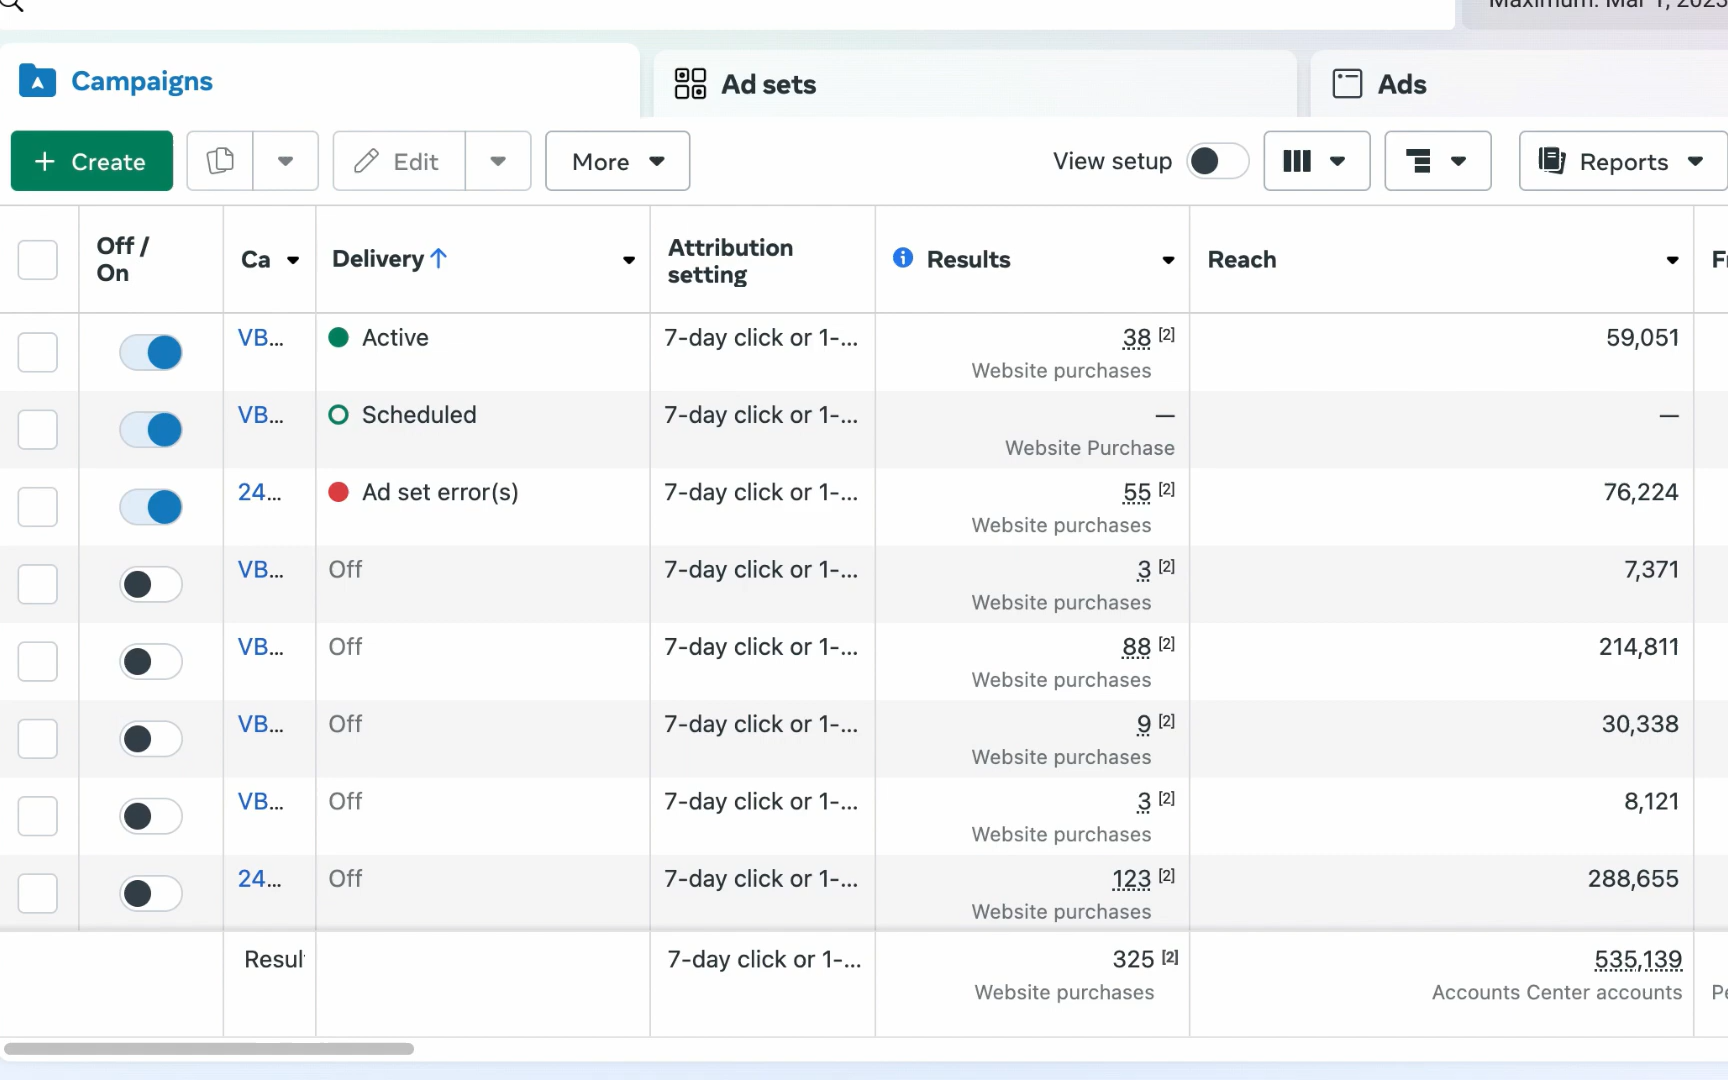 Maximum: Mar 1, 2023
Campaigns
Ad sets
Ads
Create
Edit
More
View setup
Reports
Off / On
Ca
Delivery
Attribution setting
Results
Reach
VB...
Active
7-day click or 1-...
38 [2]
Website purchases
59,051
VB...
Scheduled
7-day click or 1-...
—
Website Purchase
—
24...
Ad set error(s)
7-day click or 1-...
55 [2]
Website purchases
76,224
VB...
Off
7-day click or 1-...
3 [2]
Website purchases
7,371
VB...
Off
7-day click or 1-...
88 [2]
Website purchases
214,811
VB...
Off
7-day click or 1-...
9 [2]
Website purchases
30,338
VB...
Off
7-day click or 1-...
3 [2]
Website purchases
8,121
24...
Off
7-day click or 1-...
123 [2]
Website purchases
288,655
Resul
7-day click or 1-...
325 [2]
Website purchases
535,139
Accounts Center accounts